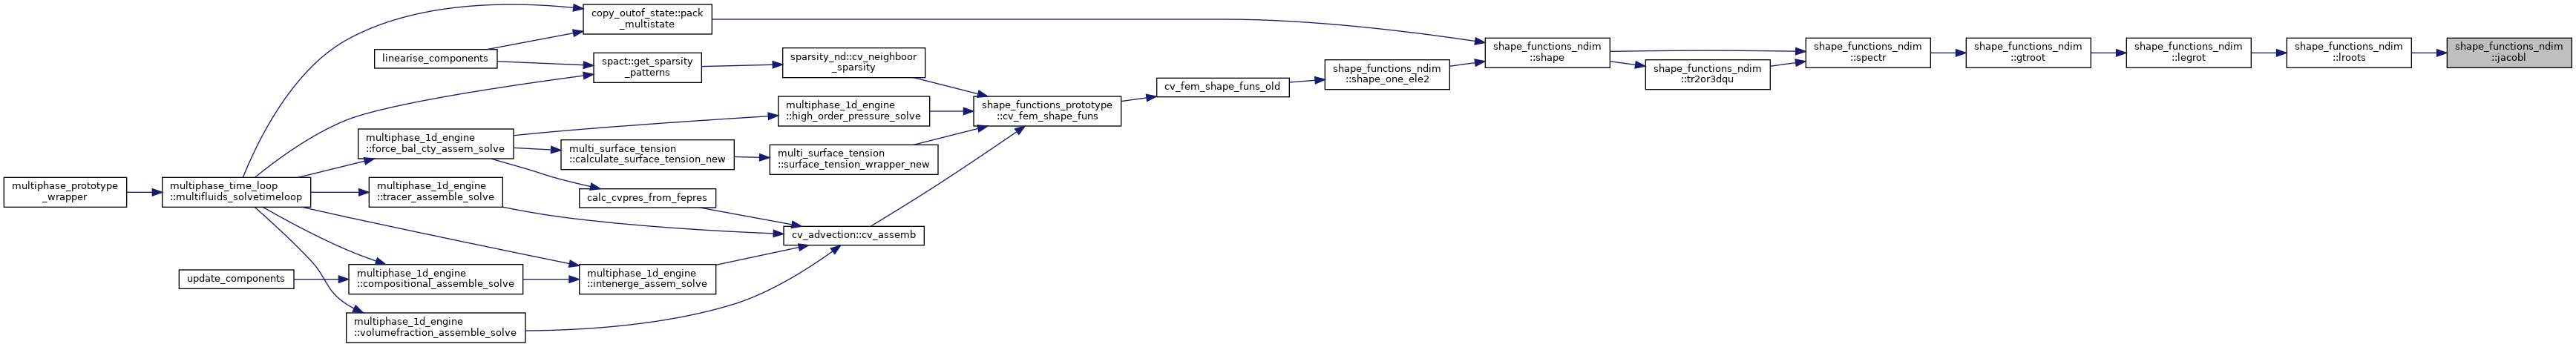 multiphase_prototype
_wrapper
multiphase_time_loop
::multifluids_solvetimeloop
update_components
linearise_components
multiphase_1d_engine
::force_bal_cty_assem_solve
multiphase_1d_engine
::tracer_assemble_solve
multiphase_1d_engine
::compositional_assemble_solve
multiphase_1d_engine
::volumefraction_assemble_solve
copy_outof_state::pack
_multistate
spact::get_sparsity
_patterns
multi_surface_tension
::calculate_surface_tension_new
calc_cvpres_from_fepres
multiphase_1d_engine
::intenerge_assem_solve
sparsity_nd::cv_neighboor
_sparsity
multiphase_1d_engine
::high_order_pressure_solve
multi_surface_tension
::surface_tension_wrapper_new
cv_advection::cv_assemb
shape_functions_prototype
::cv_fem_shape_funs
cv_fem_shape_funs_old
shape_functions_ndim
::shape_one_ele2
shape_functions_ndim
::shape
shape_functions_ndim
::tr2or3dqu
shape_functions_ndim
::spectr
shape_functions_ndim
::gtroot
shape_functions_ndim
::legrot
shape_functions_ndim
::lroots
shape_functions_ndim
::jacobl